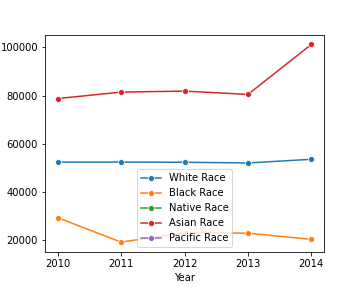 100000
80000
60000
40000
20000
White Race
Black Race
Native Race
Asian Race
Pacific Race
2010 2011 2012 2013 2014
Year